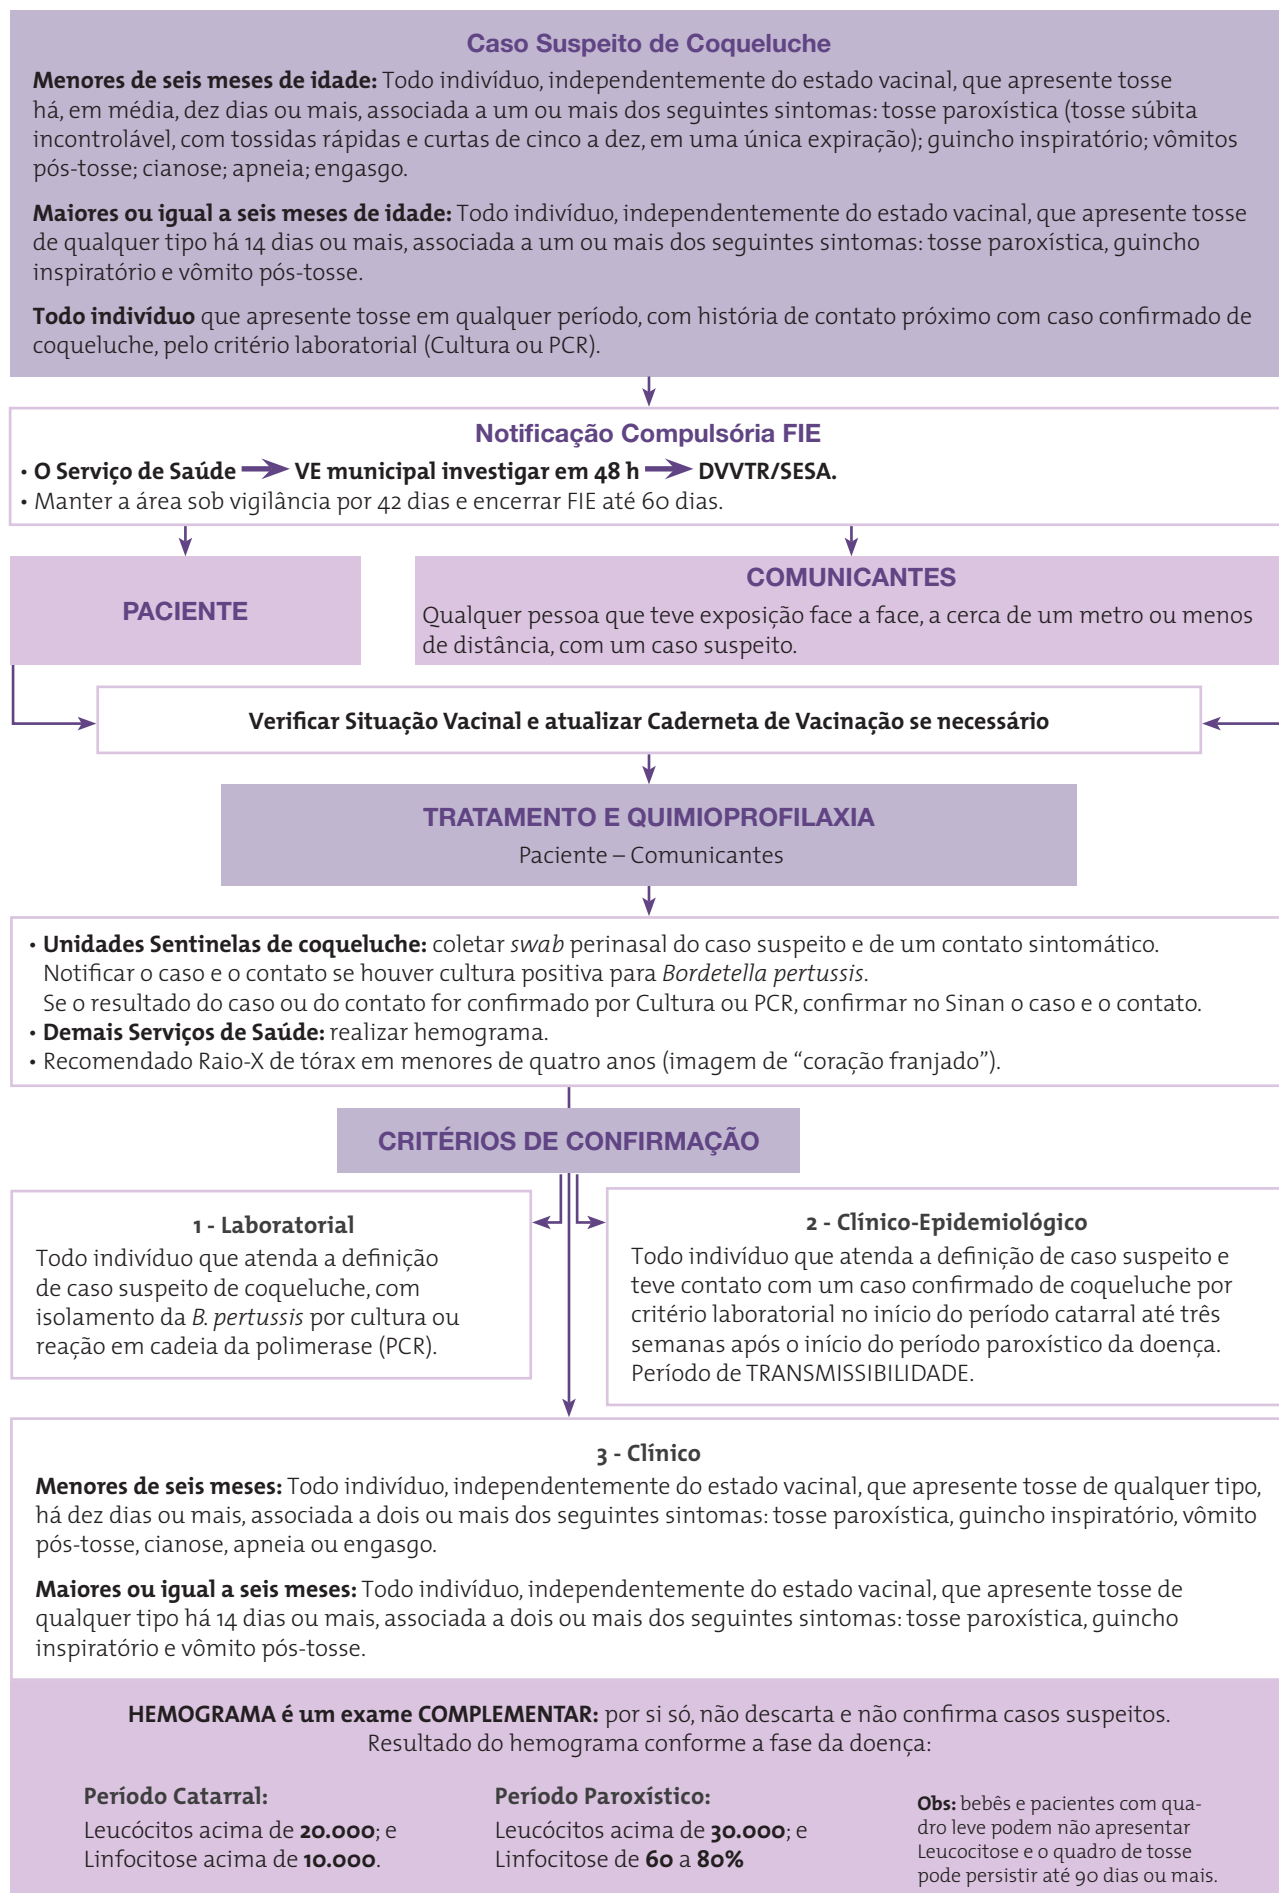 Caso Suspeito de Coqueluche
Menores de seis meses de idade: Todo indivíduo, independentemente do estado vacinal, que apresente tosse
há, em média, dez dias ou mais, associada a um ou mais dos seguintes sintomas: tosse paroxística (tosse súbita
incontrolável, com tossidas rápidas e curtas de cinco a dez, em uma única expiração); guincho inspiratório; vômitos
pós-tosse; cianose; apneia; engasgo.
Maiores ou igual a seis meses de idade: Todo indivíduo, independentemente do estado vacinal, que apresente tosse
de qualquer tipo há 14 dias ou mais, associada a um ou mais dos seguintes sintomas: tosse paroxística, guincho
inspiratório e vômito pós-tosse.
Todo indivíduo que apresente tosse em qualquer período, com história de contato próximo com caso confirmado de
coqueluche, pelo critério laboratorial (Cultura ou PCR).
Notificação Compulsória FIE
• O Serviço de Saúde VE municipal investigar em 48 h DVVTR/SESA.
• Manter a área sob vigilância por 42 dias e encerrar FIE até 60 dias.
PACIENTE
COMUNICANTES
Qualquer pessoa que teve exposição face a face, a cerca de um metro ou menos
de distância, com um caso suspeito.
Verificar Situação Vacinal e atualizar Caderneta de Vacinação se necessário
TRATAMENTO E QUIMIOPROFILAXIA
Paciente – Comunicantes
• Unidades Sentinelas de coqueluche: coletar swab perinasal do caso suspeito e de um contato sintomático.
Notificar o caso e o contato se houver cultura positiva para Bordetella pertussis.
Se o resultado do caso ou do contato for confirmado por Cultura ou PCR, confirmar no Sinan o caso e o contato.
• Demais Serviços de Saúde: realizar hemograma.
• Recomendado Raio-X de tórax em menores de quatro anos (imagem de “coração franjado”).
CRITÉRIOS DE CONFIRMAÇÃO
1 - Laboratorial
Todo indivíduo que atenda a definição
de caso suspeito de coqueluche, com
isolamento da B. pertussis por cultura ou
reação em cadeia da polimerase (PCR).
2 - Clínico-Epidemiológico
Todo indivíduo que atenda a definição de caso suspeito e
teve contato com um caso confirmado de coqueluche por
critério laboratorial no início do período catarral até três
semanas após o início do período paroxístico da doença.
Período de TRANSMISSIBILIDADE.
3 - Clínico
Menores de seis meses: Todo indivíduo, independentemente do estado vacinal, que apresente tosse de qualquer tipo,
há dez dias ou mais, associada a dois ou mais dos seguintes sintomas: tosse paroxística, guincho inspiratório, vômito
pós-tosse, cianose, apneia ou engasgo.
Maiores ou igual a seis meses: Todo indivíduo, independentemente do estado vacinal, que apresente tosse de
qualquer tipo há 14 dias ou mais, associada a dois ou mais dos seguintes sintomas: tosse paroxística, guincho
inspiratório e vômito pós-tosse.
HEMOGRAMA é um exame COMPLEMENTAR: por si só, não descarta e não confirma casos suspeitos.
Resultado do hemograma conforme a fase da doença:
Período Catarral:
Leucócitos acima de 20.000; e
Linfocitose acima de 10.000.
Período Paroxístico:
Leucócitos acima de 30.000; e
Linfocitose de 60 a 80%
Obs: bebês e pacientes com qua-
dro leve podem não apresentar
Leucocitose e o quadro de tosse
pode persistir até 90 dias ou mais.